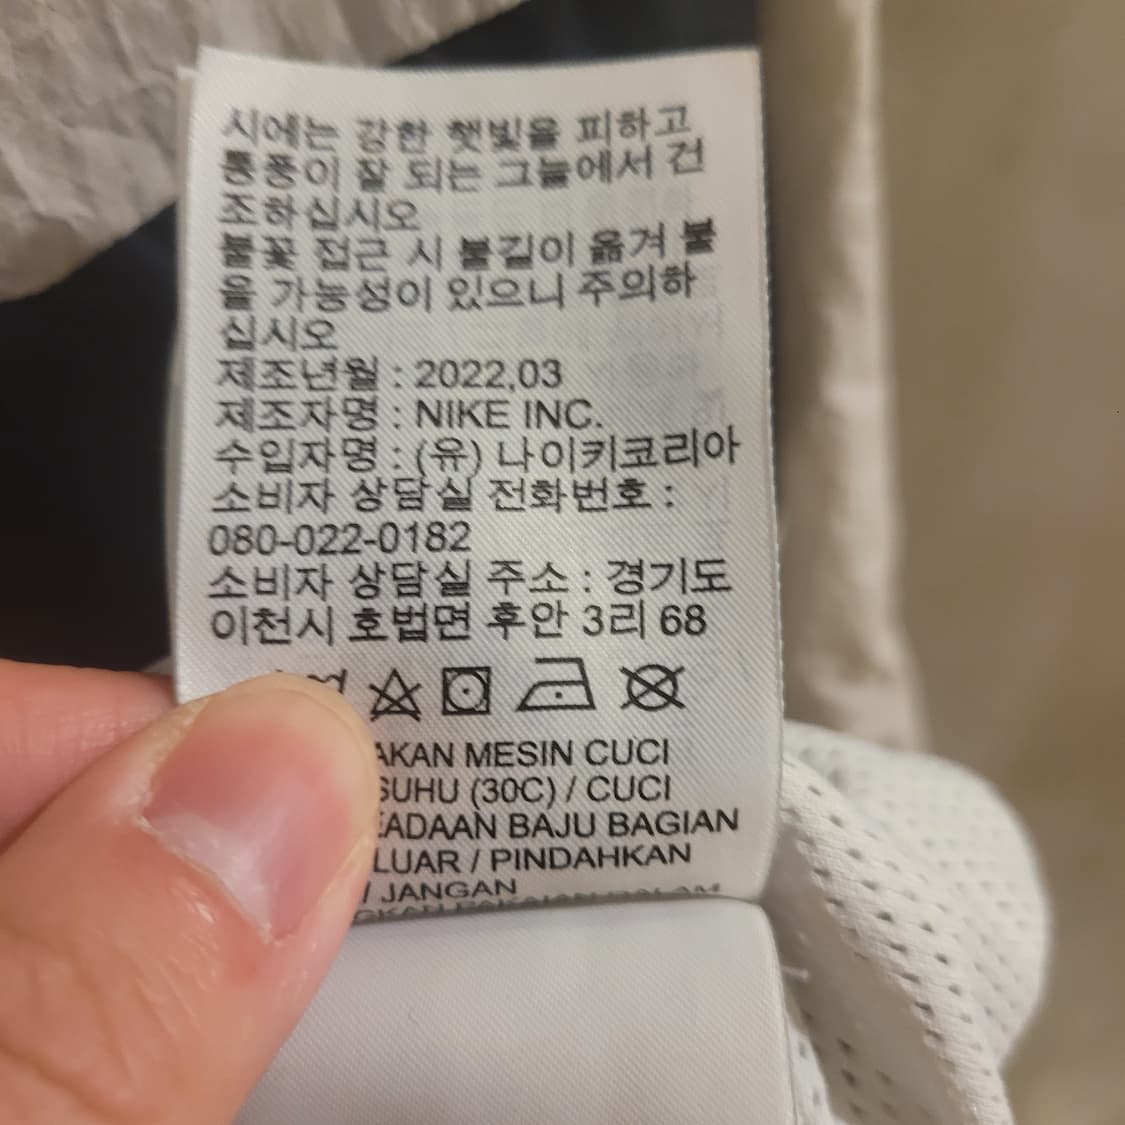 시에는 강한 햇빛을 피하고
통풍이 잘 되는 그늘에서 건
조하십시오
불꽃 접근 시 불길이 옮겨 붙
을 가능성이 있으니 주의하
십시오
제조년월 : 2022.03
제조자명 : NIKE INC.
수입자명 : (유) 나이키코리아
소비자 상담실 전화번호 :
080-022-0182
소비자 상담실 주소 : 경기도
이천시 호법면 후안 3리 68
AKAN MESIN CUCI
SUHU (30C) / CUCI
EADAAN BAJU BAGIAN
LUAR / PINDAHKAN
/ JANGAN